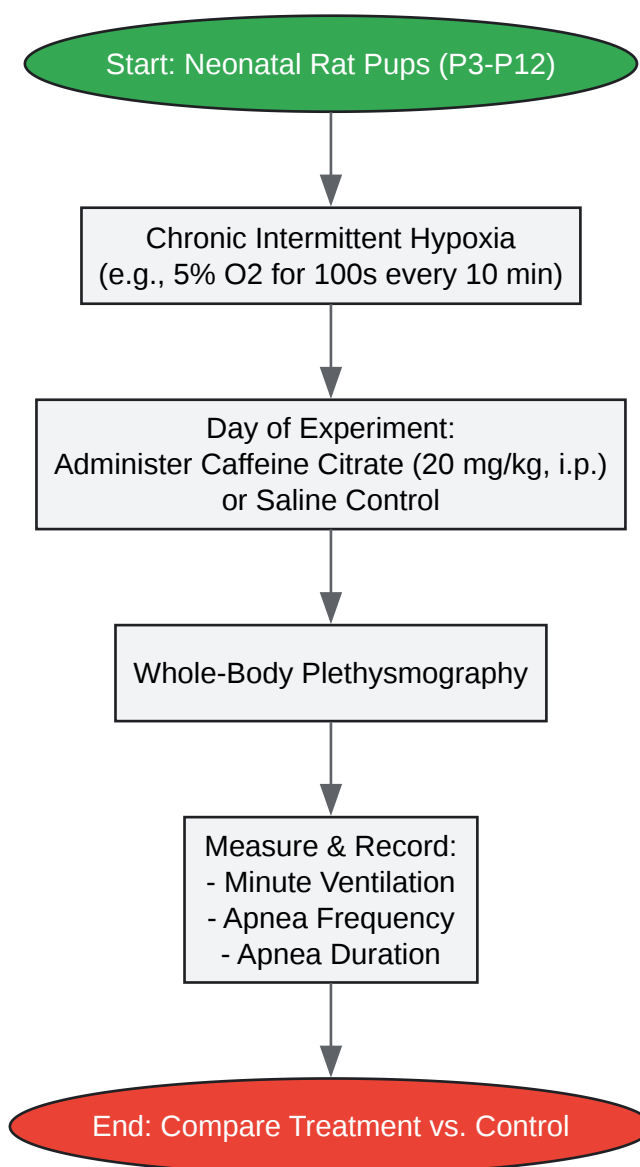 Start: Neonatal Rat Pups (P3-P12)
Chronic Intermittent Hypoxia
(e.g., 5% O2 for 100s every 10 min)
Day of Experiment:
Administer Caffeine Citrate (20 mg/kg, i.p.)
or Saline Control
Whole-Body Plethysmography
Measure & Record:
- Minute Ventilation
- Apnea Frequency
- Apnea Duration
End: Compare Treatment vs. Control